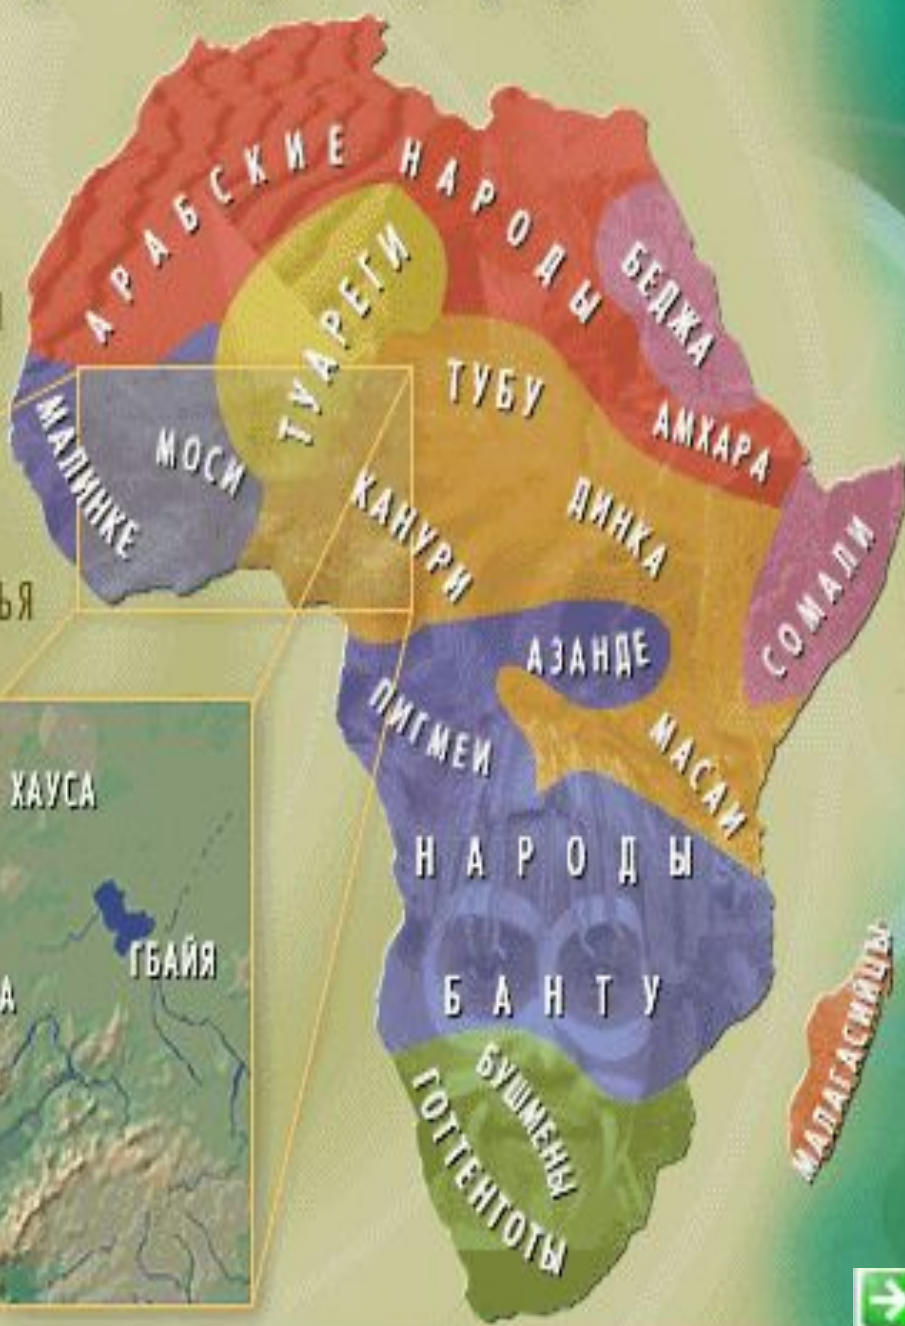 АРАБСКИЕ НАРОДЫ
ТУАРЕГИ
БЕДЖА
ТУБУ
АМХАРА
МАЛИНКЕ
МОСИ
КАНУРИ
ДИНКА
СОМАЛИ
ЬЯ
АЗАНДЕ
ПИГМЕИ
МАСАИ
ХАУСА
НАРОДЫ
БАНТУ
ГБАЙЯ
А
МАЛАГАСИЙЦЫ
БУШМЕНЫ
ГОТТЕНТОТЫ